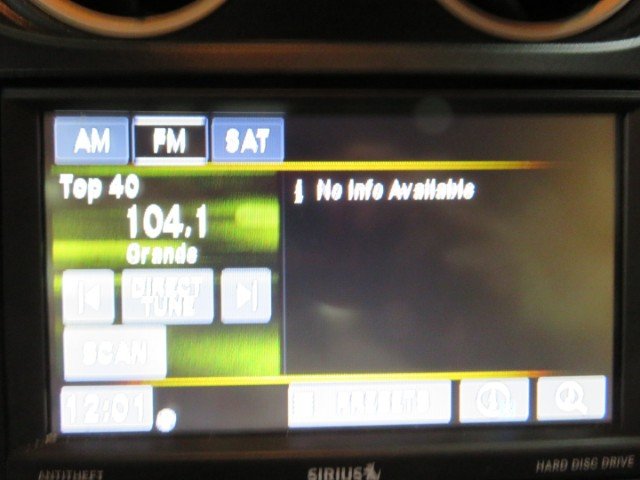 AM FM SAT
Top 40
104.1
Grande
No Info Available
DIRECT
TUNE
SCAN
12:01
PRESETS
ANTITHEFT
SIRIUS
HARD DISC DRIVE